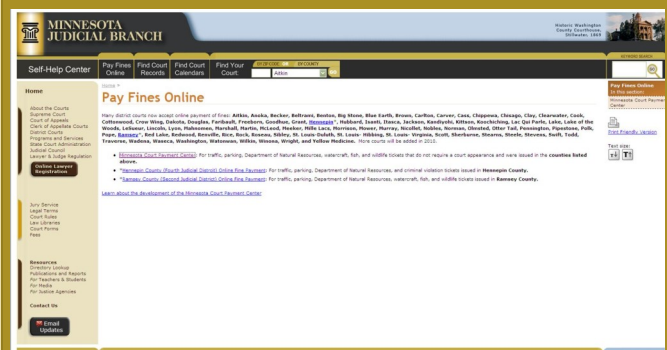 MINNESOTA
JUDICIAL BRANCH
Historic Washington
County Courthouse,
Stillwater 1869
KEYWORD SEARCH
Self-Help Center
Pay Fines Online
Find Court Records
Find Court Calendars
Find Your Court:
BY ZIP CODE OR BY COUNTY
Aitkin
Home
About the Courts
Supreme Court
Court of Appeals
Clerk of Appellate Courts
District Courts
Programs and Services
State Court Administration
Judicial Council
Lawyer & Judge Regulation
Online Lawyer
Registration
Jury Service
Legal Terms
Court Rules
Law Libraries
Court Forms
Fees
Resources
Directory Lookup
Publications and Reports
For Teachers & Students
For Media
For Justice Agencies
Contact Us
Email
Updates
Home >
Pay Fines Online
Many district courts now accept online payment of fines: Aitkin, Anoka, Becker, Beltrami, Benton, Big Stone, Blue Earth, Brown, Carlton, Carver, Cass, Chippewa, Chisago, Clay, Clearwater, Cook,
Cottonwood, Crow Wing, Dakota, Douglas, Faribault, Freeborn, Goodhue, Grant, Hennepin*, Hubbard, Isanti, Itasca, Jackson, Kandiyohi, Kittson, Koochiching, Lac Qui Parle, Lake, Lake of the
Woods, LeSueur, Lincoln, Lyon, Mahnomen, Marshall, Martin, McLeod, Meeker, Mille Lacs, Morrison, Mower, Murray, Nicollet, Nobles, Norman, Olmsted, Otter Tail, Pennington, Pipestone, Polk,
Pope, Ramsey*, Red Lake, Redwood, Renville, Rice, Rock, Roseau, Sibley, St. Louis-Duluth, St. Louis- Hibbing, St. Louis- Virginia, Scott, Sherburne, Stearns, Steele, Stevens, Swift, Todd,
Traverse, Wadena, Waseca, Washington, Watonwan, Wilkin, Winona, Wright, and Yellow Medicine. More courts will be added in 2010.
Minnesota Court Payment Center: For traffic, parking, Department of Natural Resources, watercraft, fish, and wildlife tickets that do not require a court appearance and were issued in the counties listed
above.
*Hennepin County (Fourth Judicial District) Online Fine Payment: For traffic, parking, Department of Natural Resources, watercraft, fish, and criminal violation tickets issued in Hennepin County.
*Ramsey County (Second Judicial District) Online Fine Payment: For traffic, parking, Department of Natural Resources, watercraft, fish, and wildlife tickets issued in Ramsey County.
Learn about the development of the Minnesota Court Payment Center
Pay Fines Online
In this section:
Minnesota Court Payment
Center
Print Friendly Version
Text size: